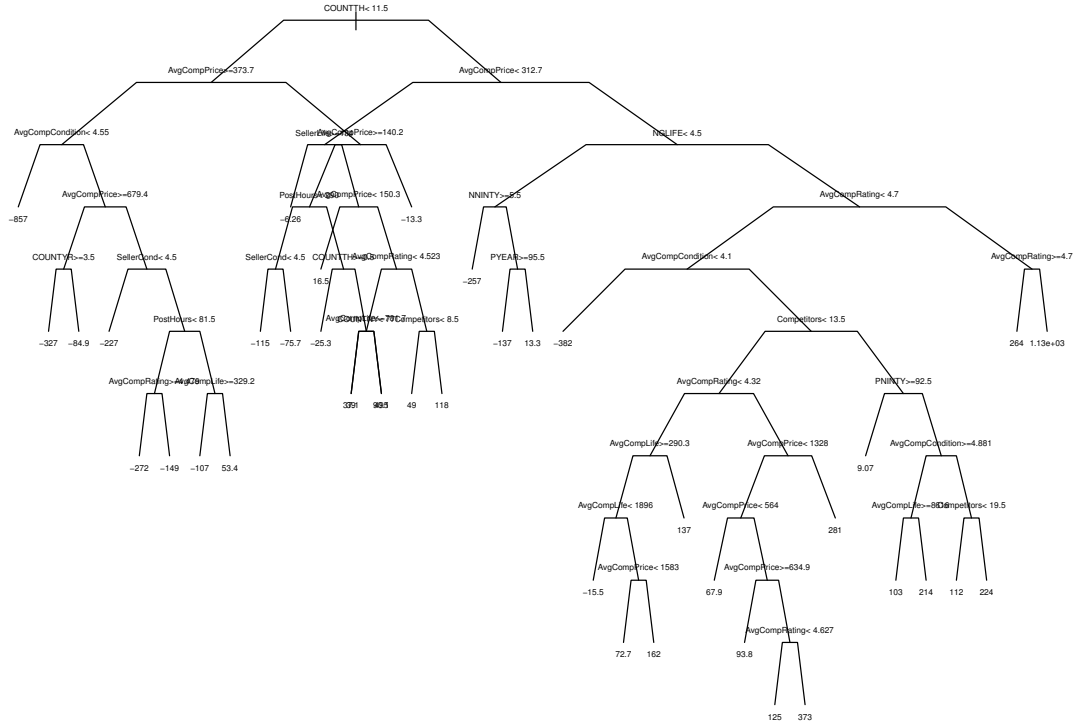 COUNTTH< 11.5
AvgCompPrice>=373.7
AvgCompPrice< 312.7
AvgCompCondition< 4.55
AvgCompPrice>=140.2
NGLIFE< 4.5
AvgCompPrice>=679.4
AvgCompPrice< 150.3
NNINTY>=5.5
AvgCompRating< 4.7
−857
−6.26
−13.3
COUNTYR>=3.5
SellerCond< 4.5
SellerCond< 4.5
AvgCompRating< 4.523
PYEAR>=95.5
AvgCompCondition< 4.1
AvgCompRating>=4.7
16.5
−257
PostHours< 81.5
Competitors< 8.5
Competitors< 13.5
−327
−84.9
−227
−115
−75.7
−25.3
−137
13.3
−382
264
1.13e+03
AvgCompLife>=329.2
AvgCompRating< 4.32
PNINTY>=92.5
49
118
AvgCompLife>=290.3
AvgCompPrice< 1328
AvgCompCondition>=4.881
−272
−149
−107
53.4
9.07
AvgCompLife< 1896
AvgCompPrice< 564
Competitors< 19.5
137
281
AvgCompPrice< 1583
AvgCompPrice>=634.9
−15.5
67.9
103
214
112
224
AvgCompRating< 4.627
72.7
162
93.8
125
373